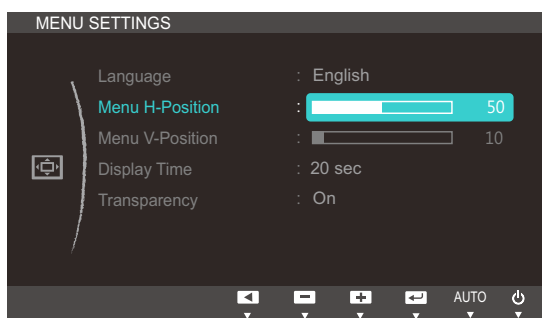 MENU SETTINGS
Language : English
Menu H-Position : 50
Menu V-Position : 10
Display Time : 20 sec
Transparency : On
AUTO